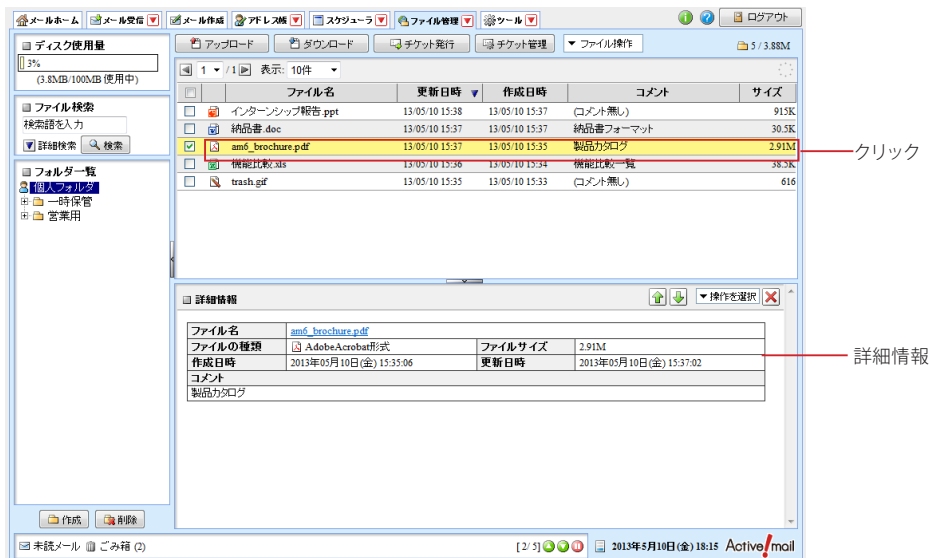 メールホーム メール受信 メール作成 アドレス帳 スケジューラ ファイル管理 ツール ログアウト
ディスク使用量
3%
(3.8MB/100MB 使用中)
ファイル検索
検索語を入力
詳細検索 検索
フォルダ一覧
個人フォルダ
一時保管
営業用
作成 削除
アップロード ダウンロード チケット発行 チケット管理 ▼ ファイル操作 5 / 3.88M
1 / 1 表示: 10件
ファイル名 更新日時 ▼ 作成日時 コメント サイズ
インターンシップ報告.ppt 13/05/10 15:38 13/05/10 15:37 (コメント無し) 915K
納品書.doc 13/05/10 15:37 13/05/10 15:37 納品書フォーマット 30.5K
am6_brochure.pdf 13/05/10 15:37 13/05/10 15:35 製品カタログ 2.91M
機能比較.xls 13/05/10 15:36 13/05/10 15:34 機能比較一覧 38.5K
trash.gif 13/05/10 15:35 13/05/10 15:33 (コメント無し) 616
クリック
詳細情報 ▼操作を選択
ファイル名 am6_brochure.pdf
ファイルの種類 AdobeAcrobat形式 ファイルサイズ 2.91M
作成日時 2013年05月10日(金) 15:35:06 更新日時 2013年05月10日(金) 15:37:02
コメント
製品カタログ
詳細情報
未読メール ごみ箱 (2) [ 2/ 5] 2013年5月10日(金) 18:15 Active! mail